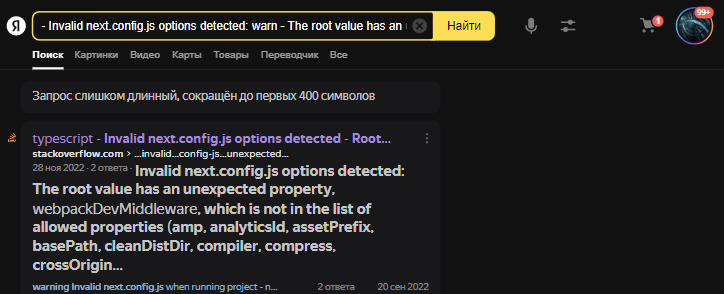 Я
- Invalid next.config.js options detected: warn - The root value has an
Найти
1
99+
Поиск Картинки Видео Карты Товары Переводчик Все
Запрос слишком длинный, сокращён до первых 400 символов
typescript - Invalid next.config.js options detected - Root...
stackoverflow.com › ...invalid...config-js...unexpected...
28 ноя 2022 · 2 ответа · Invalid next.config.js options detected:
The root value has an unexpected property,
webpackDevMiddleware, which is not in the list of
allowed properties (amp, analyticsId, assetPrefix,
basePath, cleanDistDir, compiler, compress,
crossOrigin...
warning Invalid next.config.js when running project - n... 2 ответа 20 сен 2022